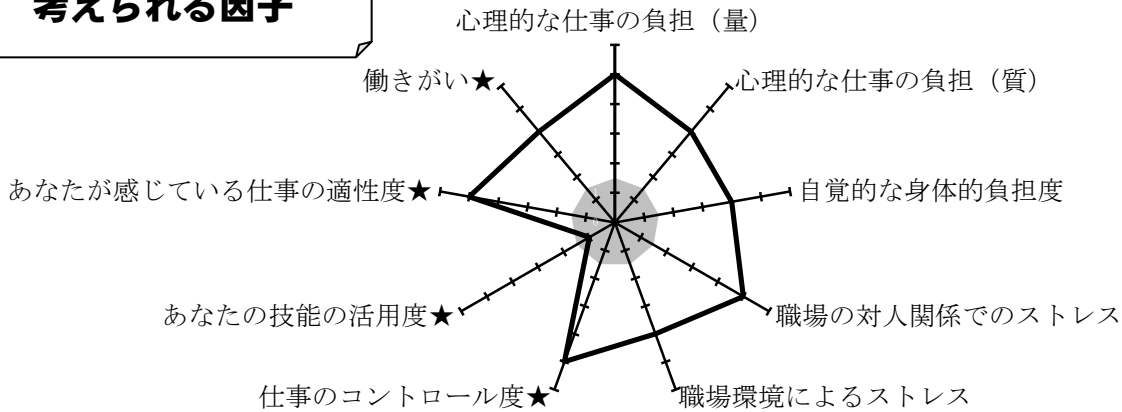 考えられる因子
心理的な仕事の負担（量）
心理的な仕事の負担（質）
自覚的な身体的負担度
職場の対人関係でのストレス
職場環境によるストレス
仕事のコントロール度★
あなたの技能の活用度★
あなたが感じている仕事の適性度★
働きがい★